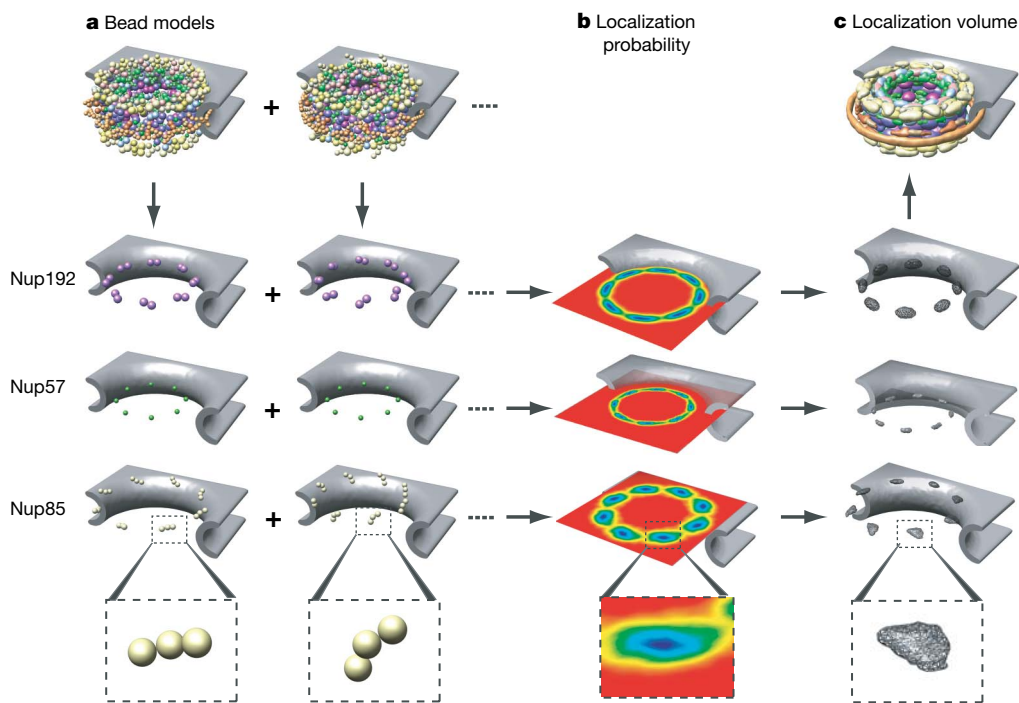 a Bead models
b Localization
probability
c Localization volume
Nup192
Nup57
Nup85